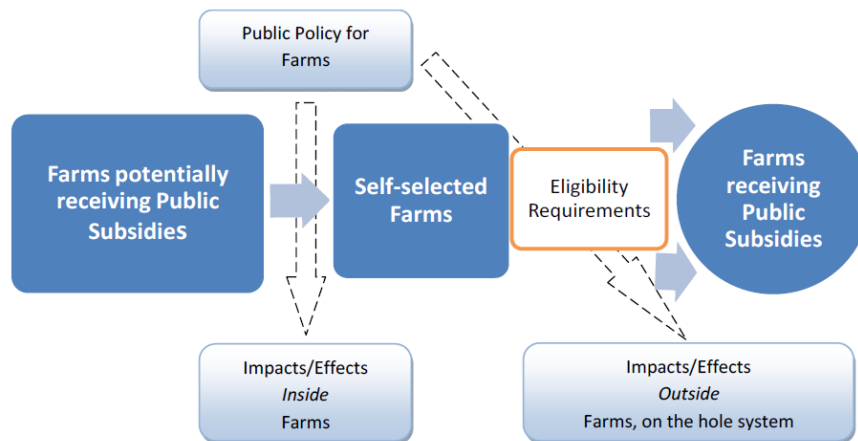 Public Policy for
Farms
Farms potentially
receiving Public
Subsidies
Self-selected
Farms
Eligibility
Requirements
Farms
receiving
Public
Subsidies
Impacts/Effects
Inside
Farms
Impacts/Effects
Outside
Farms, on the hole system